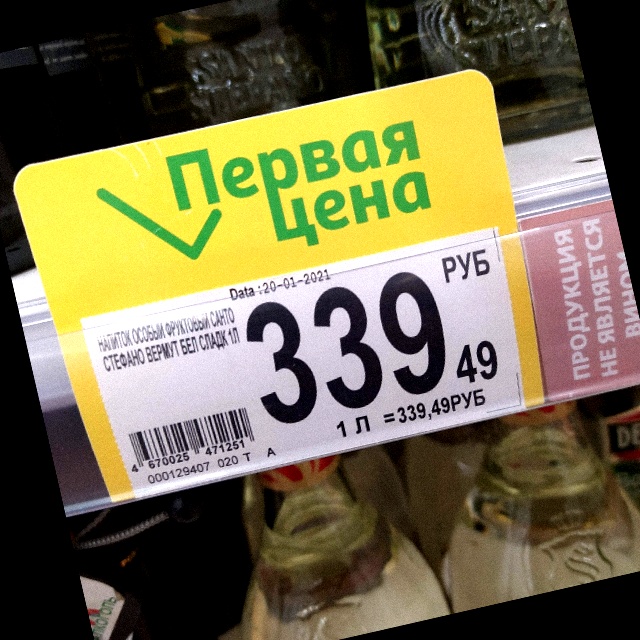 Первая
Цена
Data :20-01-2021
НАПИТОК ОСОБЫЙ ФРУКТОВЫЙ САНТО
СТЕФАНО ВЕРМУТ БЕЛ СЛАДК 1Л
339 49 РУБ
1 Л =339,49РУБ
4 670025 471251
000129407 020 Т А
ПРОДУКЦИЯ
НЕ ЯВЛЯЕТСЯ
ВИНОМ
DE